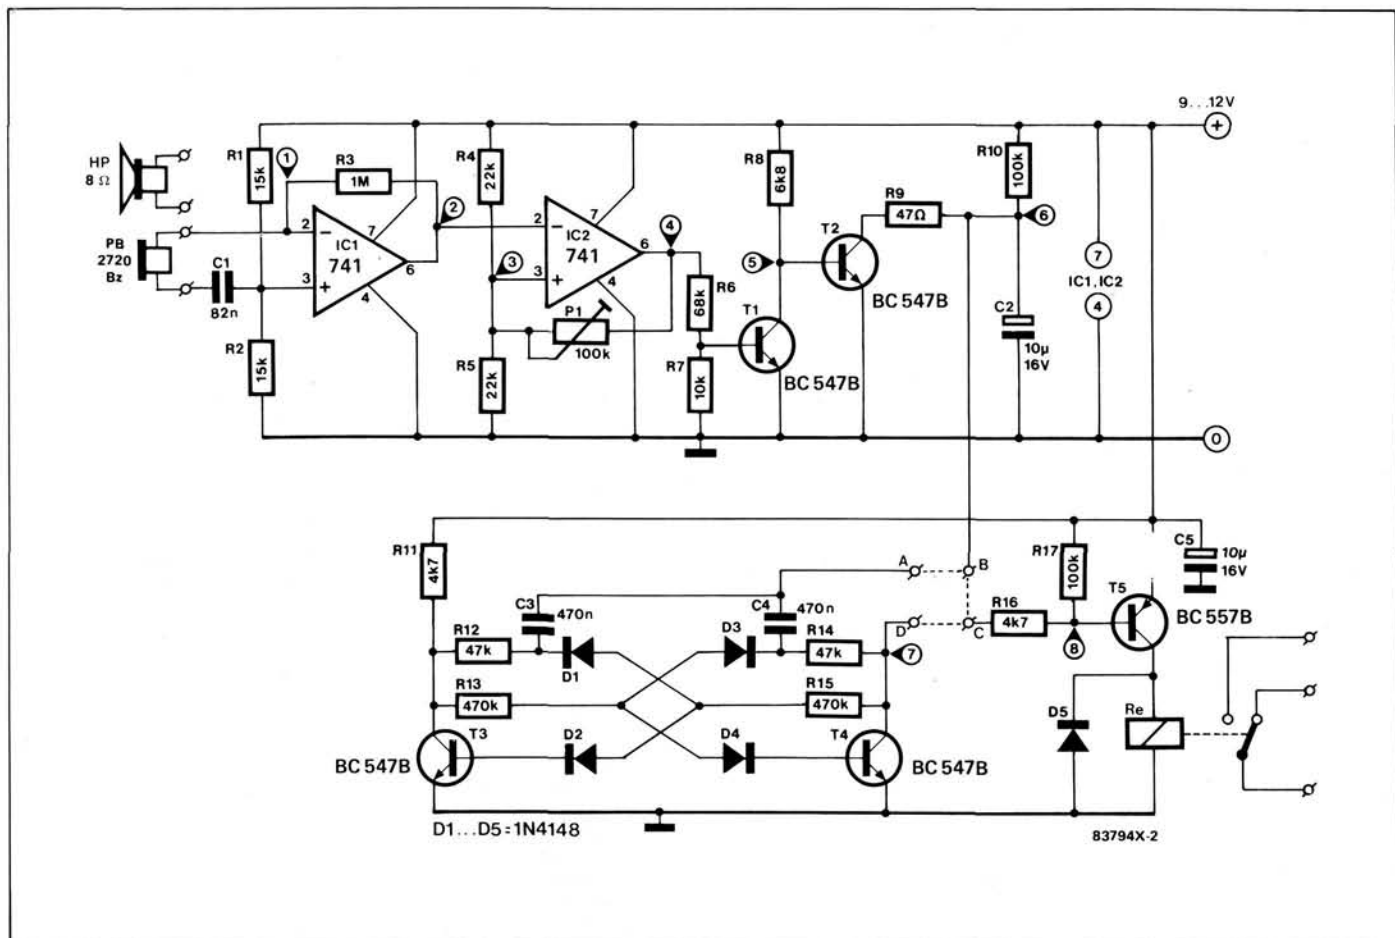 9...12V
+
HP
8 Ω
PB
2720
Bz
C1
82n
R1
15k
R2
15k
1
R3
1M
2
3
IC1
741
7
6
4
2
R4
22k
3
R5
22k
2
3
IC2
741
7
6
4
4
P1
100k
R6
68k
R7
10k
T1
BC 547B
R8
6k8
5
T2
BC 547B
R9
47Ω
R10
100k
6
C2
10µ
16V
7
IC1, IC2
4
0
R11
4k7
C3
470n
C4
470n
R12
47k
D1
D3
R14
47k
7
R13
470k
R15
470k
T3
BC 547B
D2
D4
T4
BC 547B
A
B
D
C
R16
4k7
R17
100k
8
T5
BC 557B
C5
10µ
16V
D5
Re
D1...D5=1N4148
83794X-2